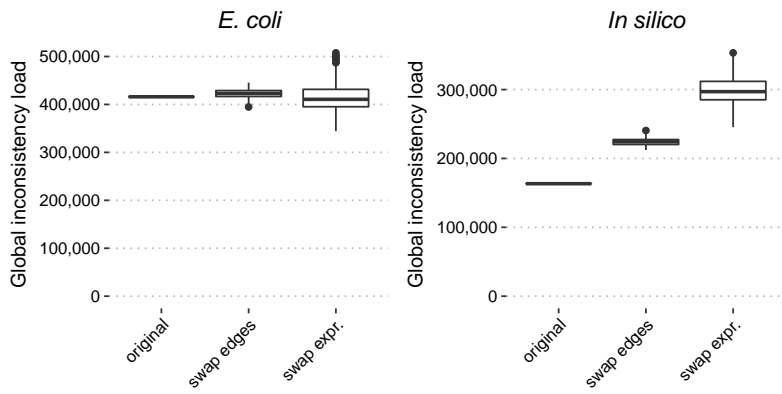 E. coli
Global inconsistency load
500,000
400,000
300,000
200,000
100,000
0
original
swap edges
swap expr.
In silico
Global inconsistency load
300,000
200,000
100,000
0
original
swap edges
swap expr.